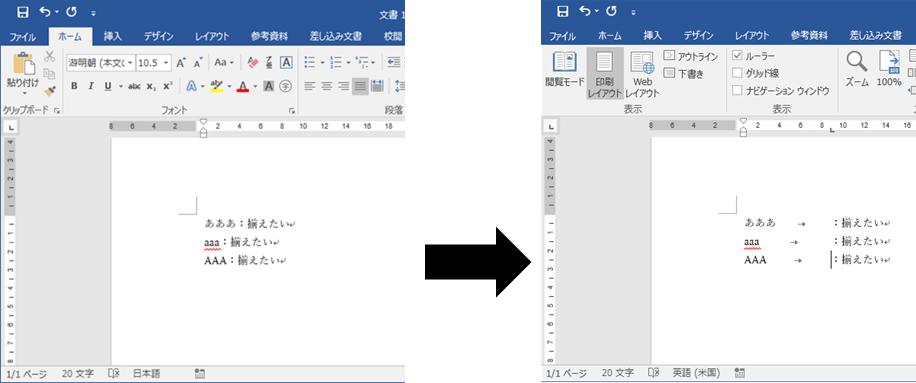 文書 1
ファイル ホーム 挿入 デザイン レイアウト 参考資料 差し込み文書 校閲
貼り付け
游明朝 (本文( 10.5
B I U abc x₂ x² A A A
クリップボード フォント 段落
L 8 6 4 2 2 4 6 8 10 12 14 16 18
あああ：揃えたい↵
aaa：揃えたい↵
AAA：揃えたい↵
1/1 ページ 20 文字 日本語
ファイル ホーム 挿入 デザイン レイアウト 参考資料 差し込み文書
閲覧モード 印刷レイアウト Webレイアウト
アウトライン
下書き
表示
ルーラー
グリッド線
ナビゲーション ウィンドウ
表示
ズーム 100%
L 8 6 4 2 2 4 6 8 10 12 14 16
あああ → ：揃えたい↵
aaa → ：揃えたい↵
AAA → ：揃えたい↵
1/1 ページ 20 文字 英語 (米国)